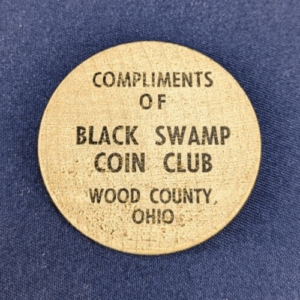 COMPLIMENTS
OF
BLACK SWAMP
COIN CLUB
WOOD COUNTY,
OHIO